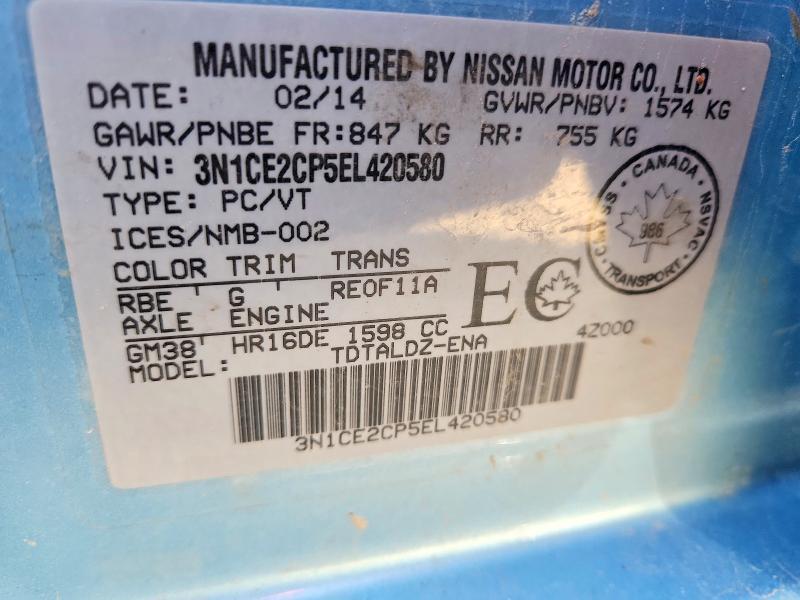 MANUFACTURED BY NISSAN MOTOR CO., LTD.
DATE: 02/14 GVWR/PNBV: 1574 KG
GAWR/PNBE FR:847 KG RR: 755 KG
VIN: 3N1CE2CP5EL420580
TYPE: PC/VT
ICES/NMB-002
COLOR TRIM TRANS
RBE G RE0F11A
AXLE ENGINE
GM38 HR16DE 1598 CC
MODEL: TDTALDZ-ENA
EC
4Z000
CANADA
NSVAC
TRANSPORT
986
3N1CE2CP5EL420580